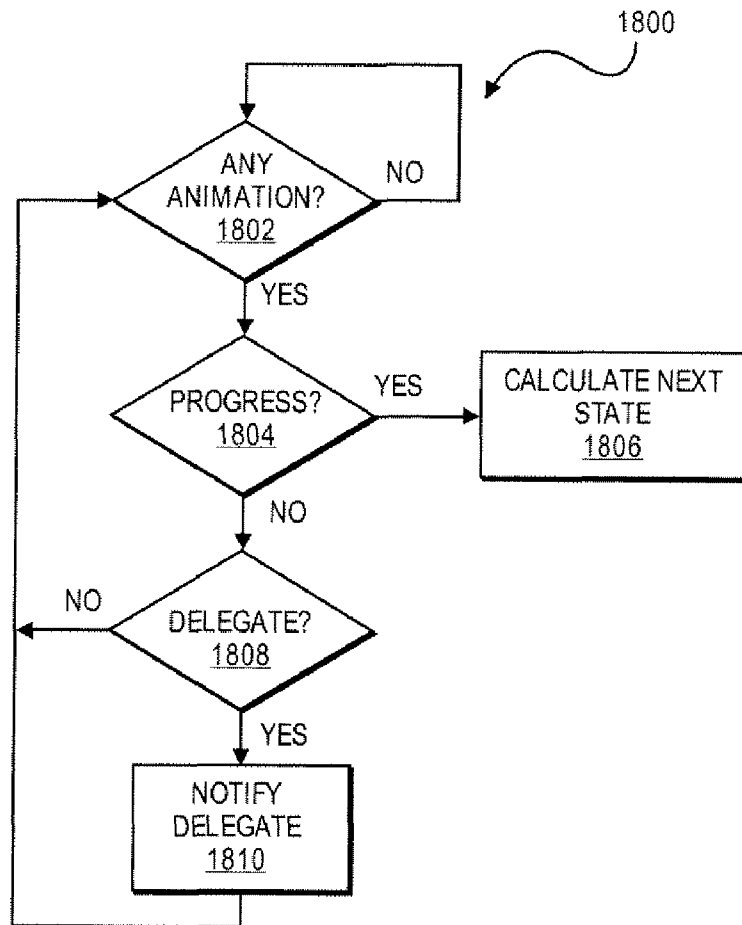 1800
ANY
ANIMATION?
1802
NO
YES
PROGRESS?
1804
YES
CALCULATE NEXT
STATE
1806
NO
NO
DELEGATE?
1808
YES
NOTIFY
DELEGATE
1810